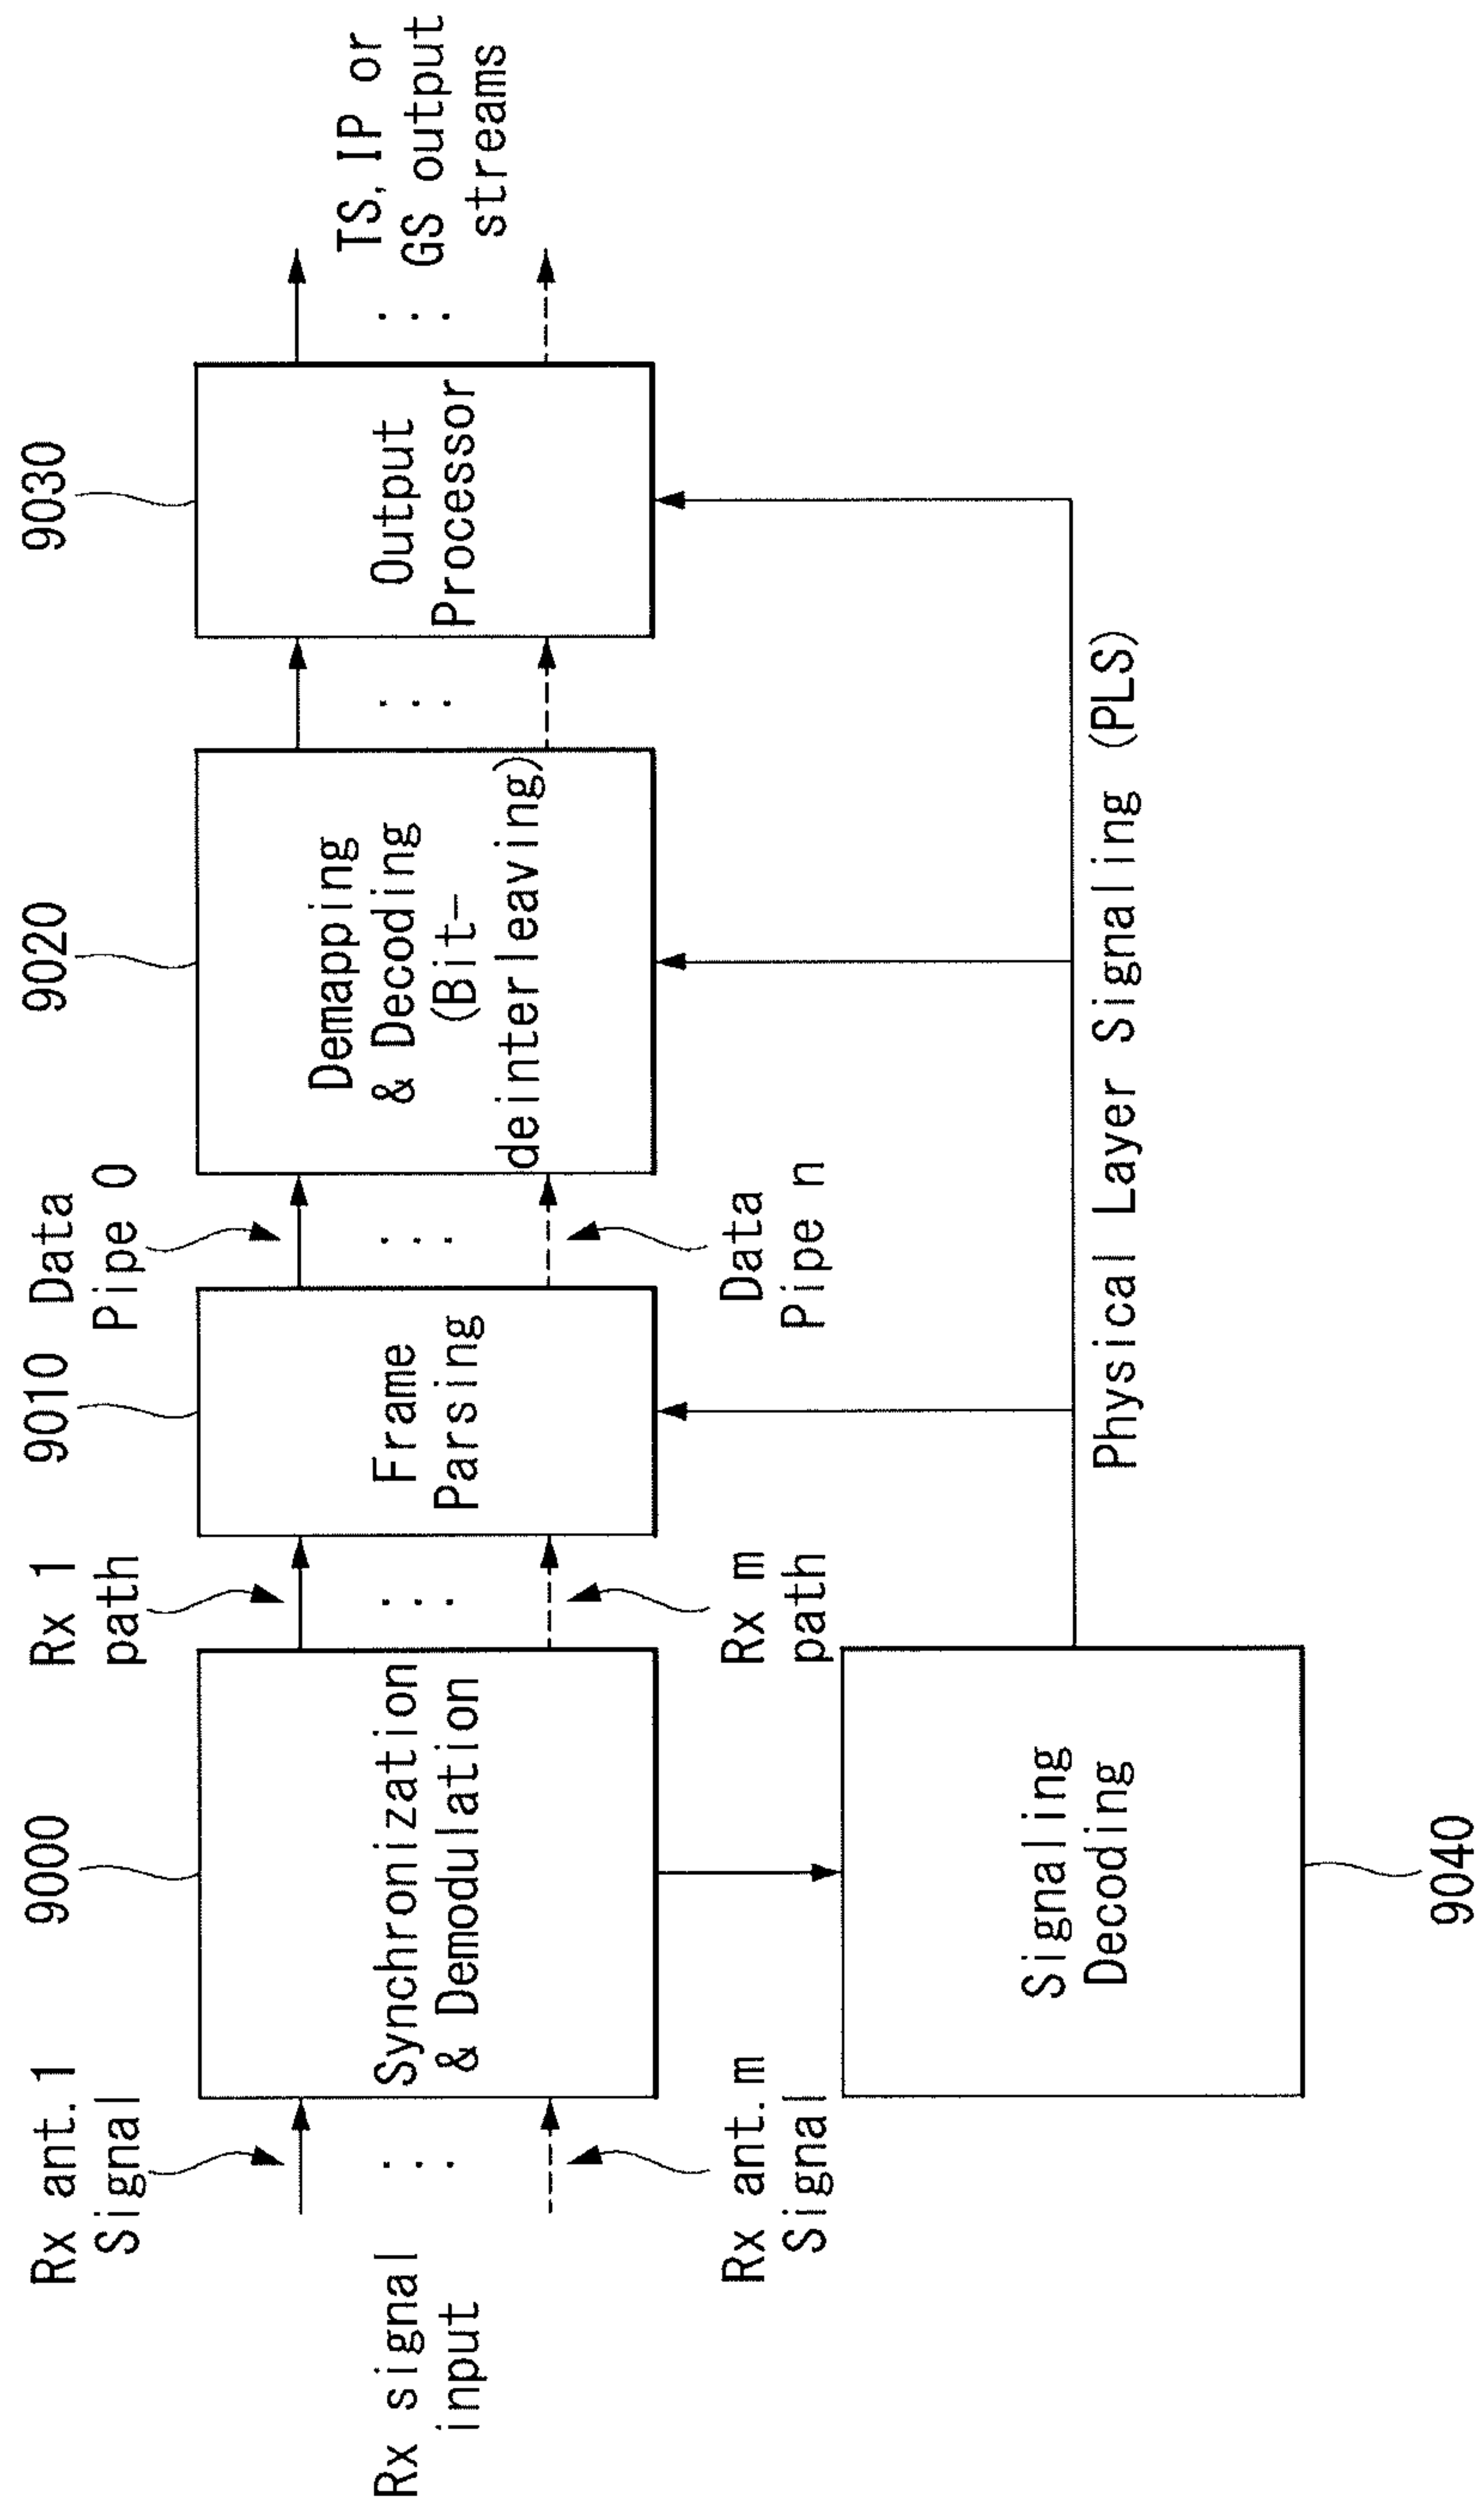 Rx signal
input
Rx ant.1
Signal
Rx ant.m
Signal
9000
Synchronization
& Demodulation
Rx 1
path
Rx m
path
9010
Frame
Parsing
Data
Pipe 0
Data
Pipe n
9020
Demapping
& Decoding
(Bit-
deinterleaving)
9030
Output
Processor
TS, IP or
GS output
streams
Signaling
Decoding
9040
Physical Layer Signaling (PLS)